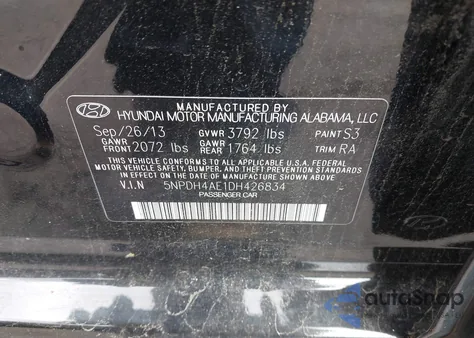 MANUFACTURED BY
HYUNDAI MOTOR MANUFACTURING ALABAMA, LLC
Sep/26/13 GVWR 3792 lbs PAINT S3
GAWR FRONT 2072 lbs GAWR REAR 1764 lbs TRIM RA
THIS VEHICLE CONFORMS TO ALL APPLICABLE U.S. FEDERAL
MOTOR VEHICLE SAFETY, BUMPER, AND THEFT PREVENTION
STANDARDS IN EFFECT ON THE DATE OF MANUFACTURE SHOWN ABOVE.
V.I.N 5NPDH4AE1DH426834
PASSENGER CAR
autoSnap